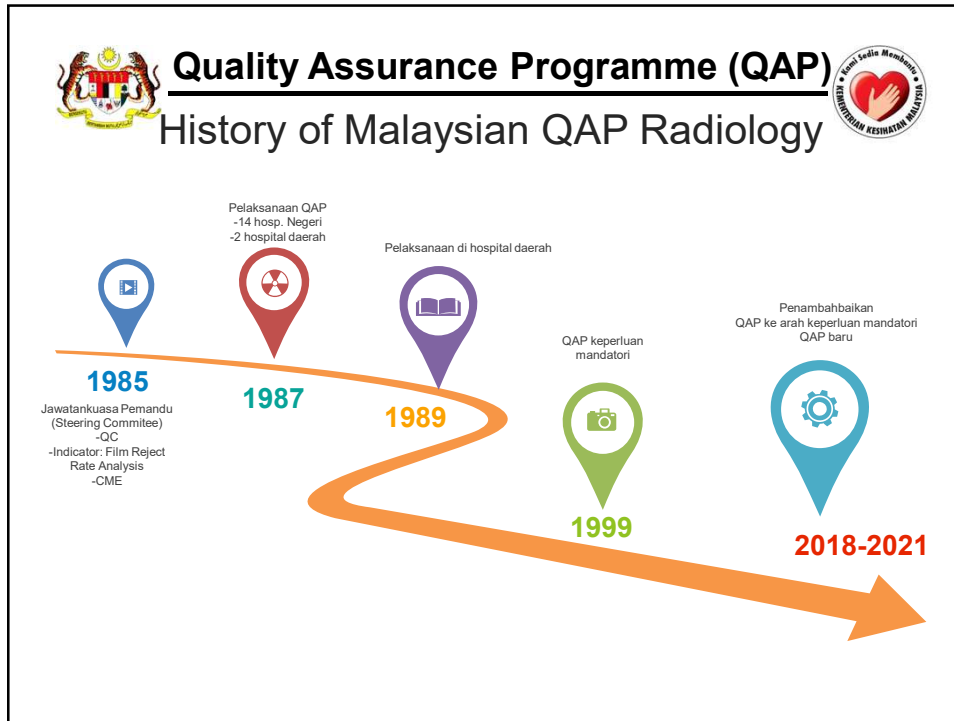 Quality Assurance Programme (QAP)
History of Malaysian QAP Radiology
Kami Sedia Membantu
KEMENTERIAN KESIHATAN MALAYSIA
1985
Jawatankuasa Pemandu
(Steering Commitee)
-QC
-Indicator: Film Reject
Rate Analysis
-CME
Pelaksanaan QAP
-14 hosp. Negeri
-2 hospital daerah
1987
Pelaksanaan di hospital daerah
1989
QAP keperluan
mandatori
1999
Penambahbaikan
QAP ke arah keperluan mandatori
QAP baru
2018-2021